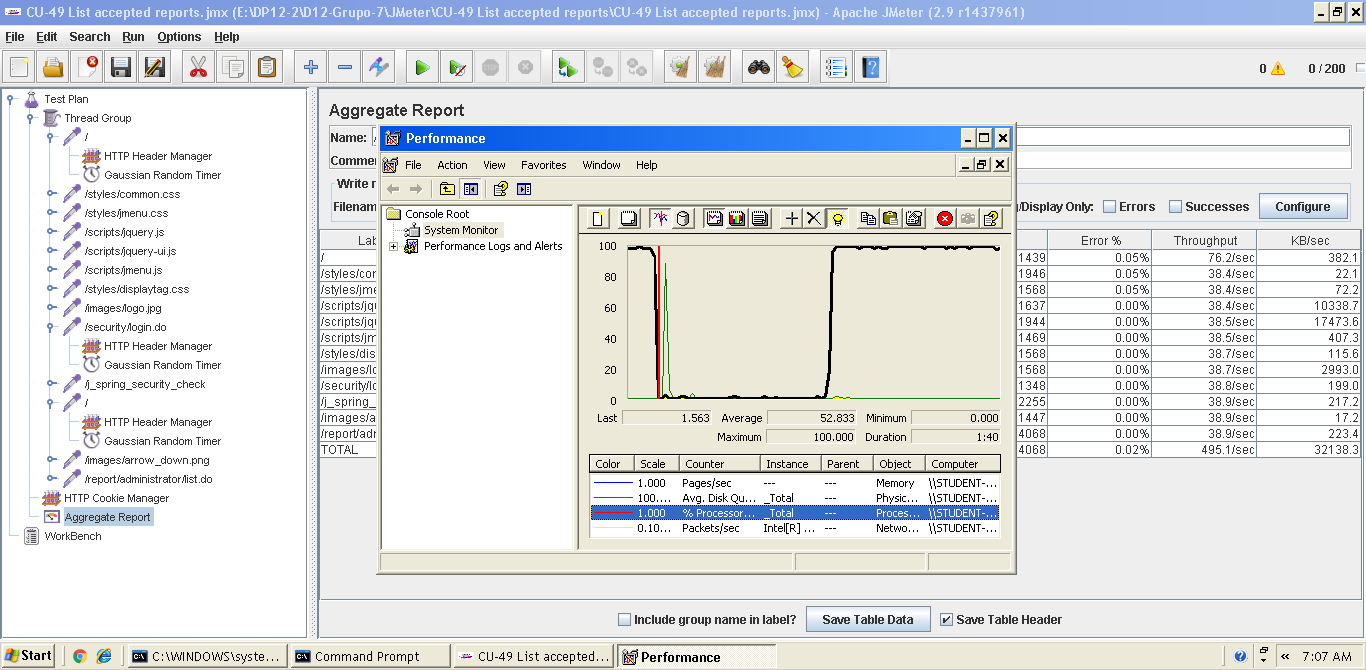 CU-49 List accepted reports.jmx (E:\DP12-2\D12-Grupo-7\JMeter\CU-49 List accepted reports\CU-49 List accepted reports.jmx) - Apache JMeter (2.9 r1437961)
File Edit Search Run Options Help
0 0 / 200
Test Plan
Thread Group
/
HTTP Header Manager
Gaussian Random Timer
/styles/common.css
/styles/jmenu.css
/scripts/jquery.js
/scripts/jquery-ui.js
/scripts/jmenu.js
/styles/displaytag.css
/images/logo.jpg
/security/login.do
HTTP Header Manager
Gaussian Random Timer
/j_spring_security_check
/
HTTP Header Manager
Gaussian Random Timer
/images/arrow_down.png
/report/administrator/list.do
HTTP Cookie Manager
Aggregate Report
WorkBench
Aggregate Report
Name:
Comme
Write r
Filenam
/Display Only: Errors Successes Configure
Lab Error % Throughput KB/sec
/ 1439 0.05% 76.2/sec 382.1
/styles/con 1946 0.05% 38.4/sec 22.1
/styles/jme 1568 0.00% 38.4/sec 72.2
/scripts/jqu 1637 0.00% 38.4/sec 10338.7
/scripts/jqu 1944 0.00% 38.5/sec 17473.6
/scripts/jm 1469 0.00% 38.5/sec 407.3
/styles/dis 1568 0.00% 38.7/sec 115.6
/images/lo 1568 0.00% 38.7/sec 2993.0
/security/lo 1348 0.00% 38.8/sec 199.0
/j_spring_ 2255 0.00% 38.9/sec 217.2
/images/a 1447 0.00% 38.9/sec 17.2
/report/adr 4068 0.00% 38.9/sec 223.4
TOTAL 4068 0.02% 495.1/sec 32138.3
Performance
File Action View Favorites Window Help
Console Root
System Monitor
Performance Logs and Alerts
100
80
60
40
20
0
Last 1.563 Average 52.833 Minimum 0.000
Maximum 100.000 Duration 1:40
Color Scale Counter Instance Parent Object Computer
1.000 Pages/sec --- --- Memory \\STUDENT-...
100.... Avg. Disk Qu... _Total --- Physic... \\STUDENT-...
1.000 % Processor... _Total --- Proces... \\STUDENT-...
0.10... Packets/sec Intel[R] ... --- Netwo... \\STUDENT-...
Include group name in label? Save Table Data Save Table Header
Start C:\WINDOWS\syste... Command Prompt CU-49 List accepted... Performance « 7:07 AM